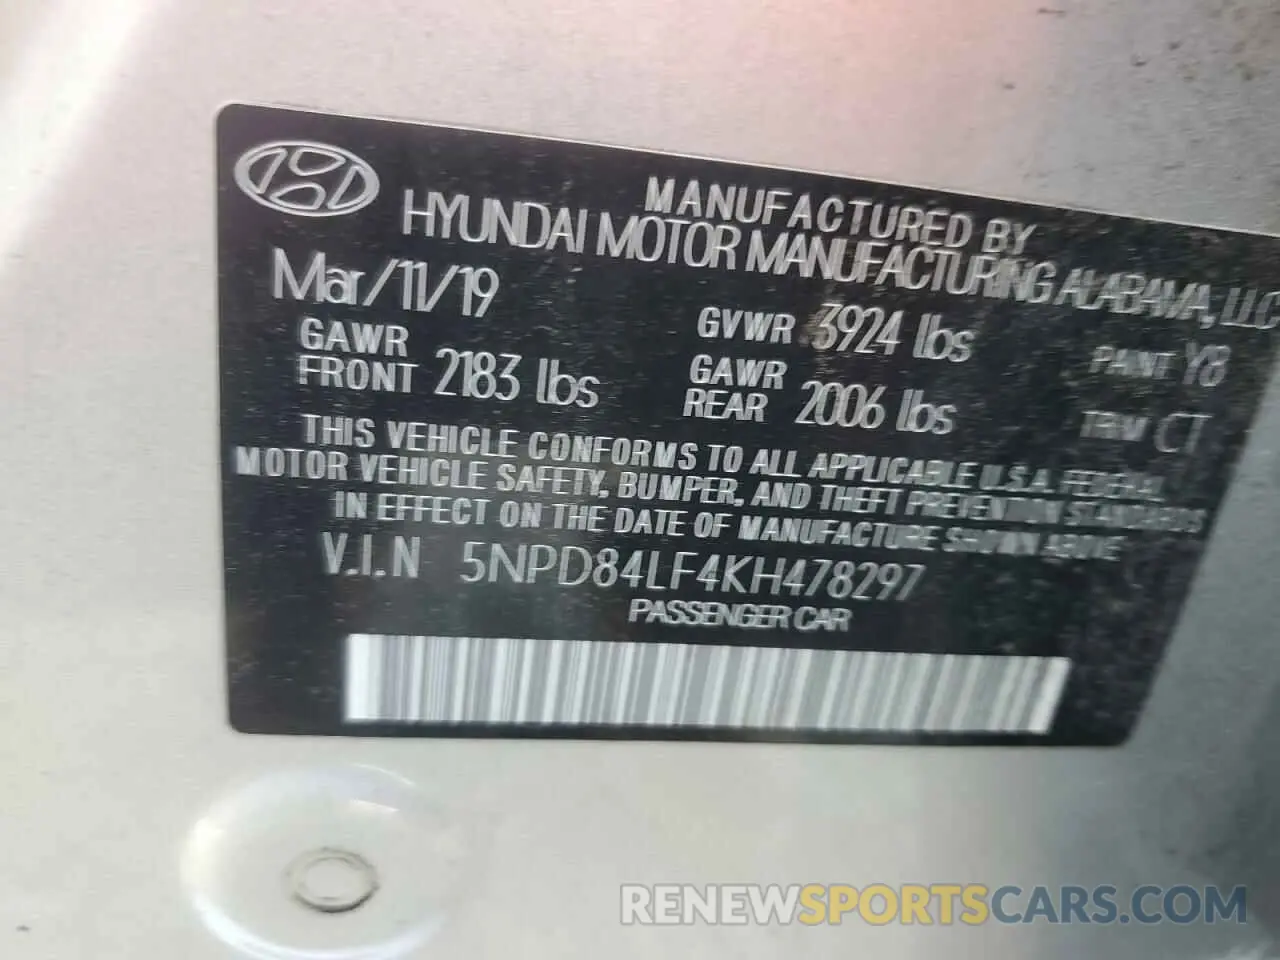 MANUFACTURED BY
HYUNDAI MOTOR MANUFACTURING ALABAMA, LLC
Mar/11/19
GVWR 3924 lbs
PAINT Y8
GAWR FRONT 2183 lbs
GAWR REAR 2006 lbs
TRIM CT
THIS VEHICLE CONFORMS TO ALL APPLICABLE U.S.A. FEDERAL
MOTOR VEHICLE SAFETY, BUMPER, AND THEFT PREVENTION STANDARDS
IN EFFECT ON THE DATE OF MANUFACTURE SHOWN ABOVE
V.I.N 5NPD84LF4KH478297
PASSENGER CAR
RENEWSPORTSCARS.COM